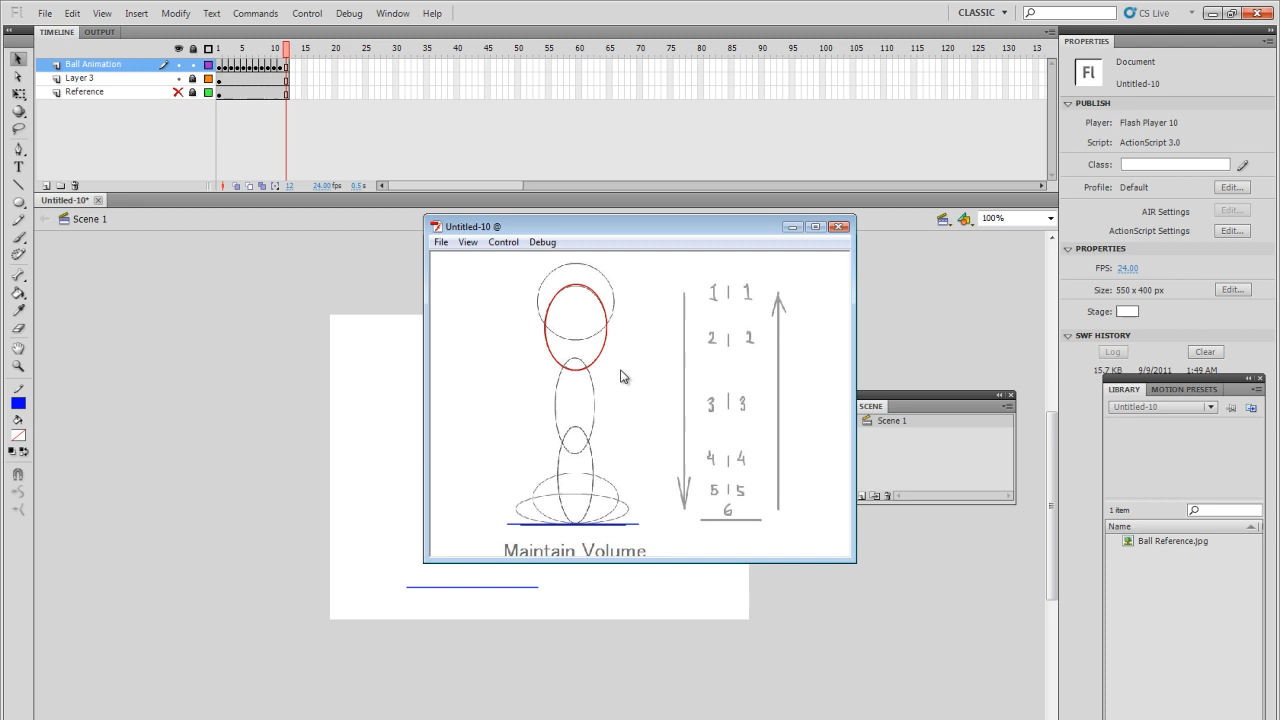 Fl File Edit View Insert Modify Text Commands Control Debug Window Help CLASSIC CS Live
TIMELINE OUTPUT
1 5 10 15 20 25 30 35 40 45 50 55 60 65 70 75 80 85 90 95 100 105 110 115 120 125 130 13
Ball Animation
Layer 3
Reference
12 24.00 fps 0.5 s
Untitled-10*
Scene 1 100%
PROPERTIES
Fl Document
Untitled-10
PUBLISH
Player: Flash Player 10
Script: ActionScript 3.0
Class:
Profile: Default Edit...
AIR Settings Edit...
ActionScript Settings Edit...
PROPERTIES
FPS: 24.00
Size: 550 x 400 px Edit...
Stage:
SWF HISTORY
Log Clear
15.7 KB 9/9/2011 1:49 AM
LIBRARY MOTION PRESETS
Untitled-10
1 item
Name
Ball Reference.jpg
SCENE
Scene 1
Untitled-10 @
File View Control Debug
1 | 1
2 | 2
3 | 3
4 | 4
5 | 5
6
Maintain Volume